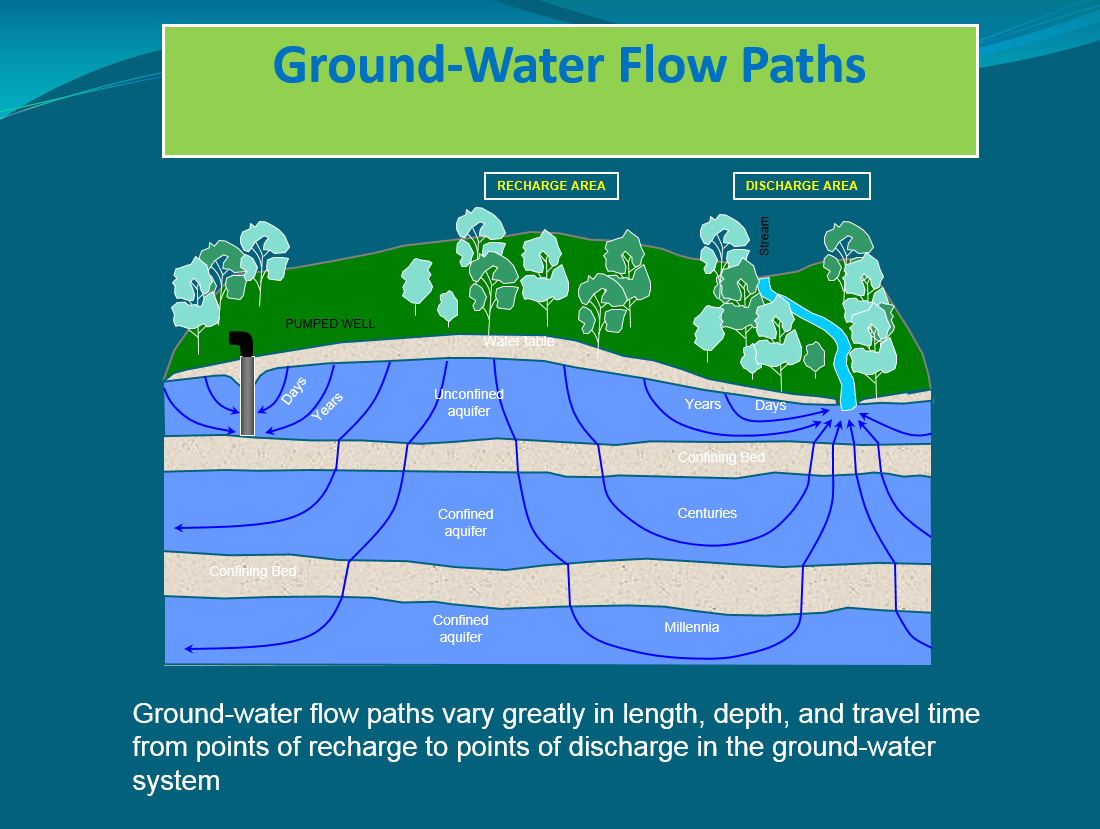 Ground-Water Flow Paths
RECHARGE AREA
DISCHARGE AREA
Stream
PUMPED WELL
Water table
Days
Years
Unconfined
aquifer
Years
Days
Confining Bed
Confined
aquifer
Centuries
Confining Bed
Confined
aquifer
Millennia
Ground-water flow paths vary greatly in length, depth, and travel time
from points of recharge to points of discharge in the ground-water
system